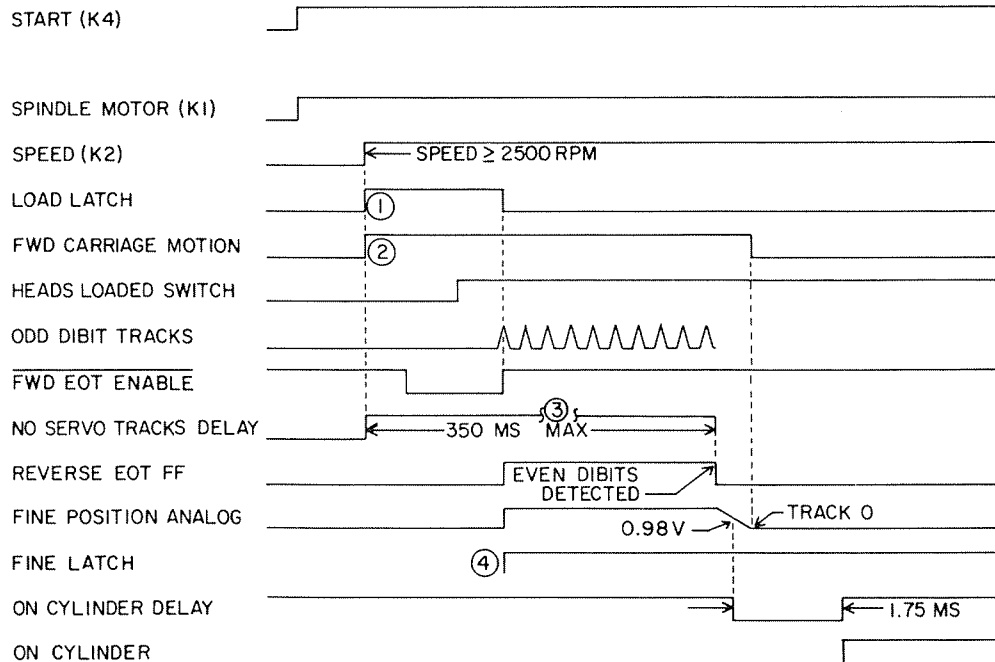 START (K4)
SPINDLE MOTOR (K1)
SPEED (K2)
SPEED ≥ 2500 RPM
LOAD LATCH
①
FWD CARRIAGE MOTION
②
HEADS LOADED SWITCH
ODD DIBIT TRACKS
FWD EOT ENABLE
NO SERVO TRACKS DELAY
③
350 MS MAX
REVERSE EOT FF
EVEN DIBITS
DETECTED
FINE POSITION ANALOG
0.98V
TRACK 0
FINE LATCH
④
ON CYLINDER DELAY
1.75 MS
ON CYLINDER